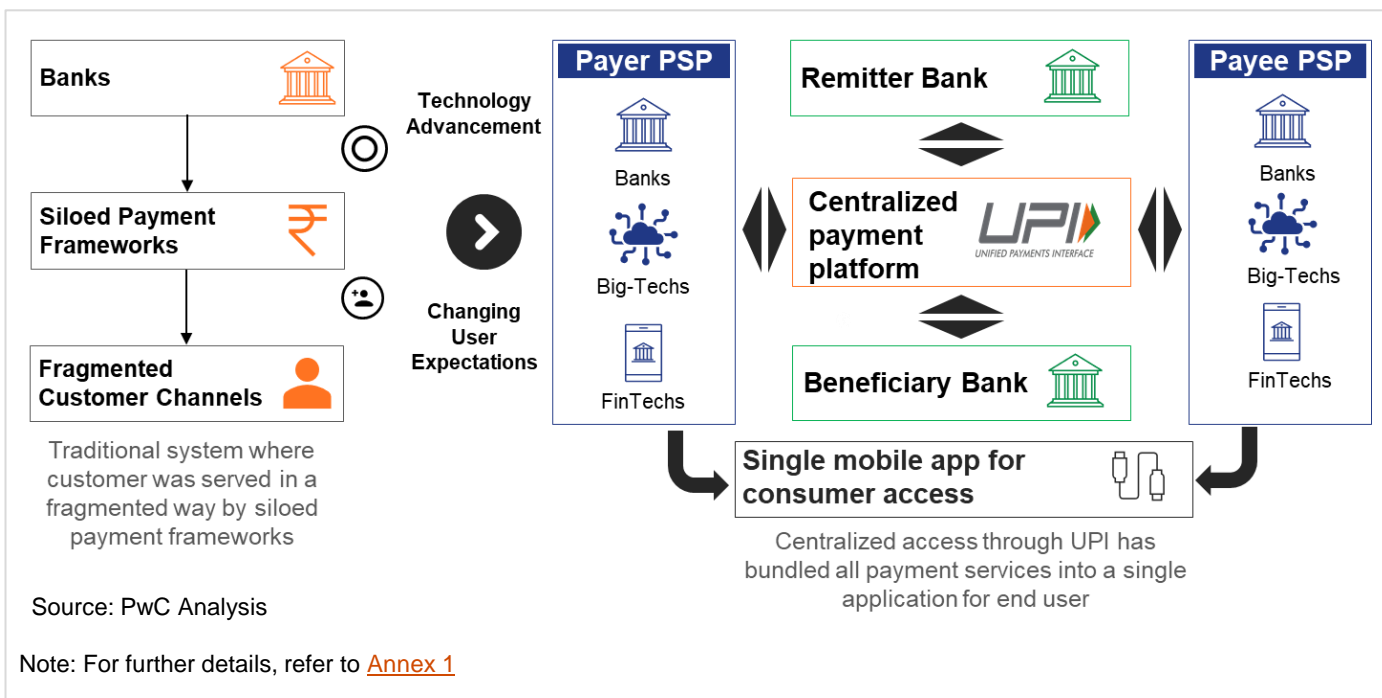 Banks
Siloed Payment
Frameworks
Fragmented
Customer Channels
Traditional system where
customer was served in a
fragmented way by siloed
payment frameworks
Technology
Advancement
Changing
User
Expectations
Payer PSP
Banks
Big-Techs
FinTechs
Remitter Bank
Centralized
payment
platform
UPI
UNIFIED PAYMENTS INTERFACE
Beneficiary Bank
Payee PSP
Banks
Big-Techs
FinTechs
Single mobile app for
consumer access
Centralized access through UPI has
bundled all payment services into a single
application for end user
Source: PwC Analysis
Note: For further details, refer to Annex 1